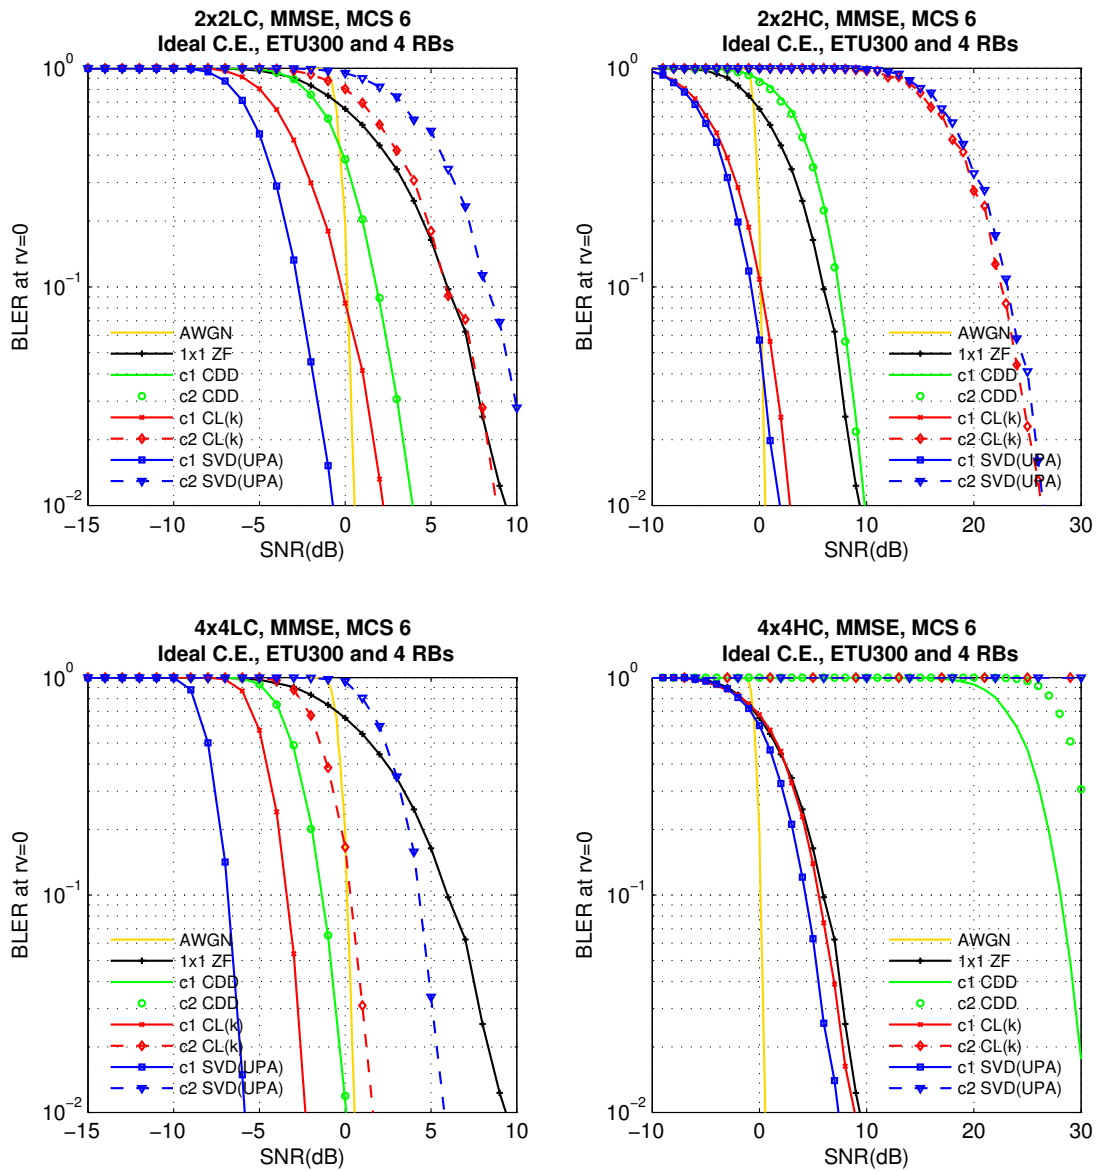 2x2LC, MMSE, MCS 6
Ideal C.E., ETU300 and 4 RBs
10^0
10^−1
10^−2
BLER at rv=0
AWGN
1x1 ZF
c1 CDD
c2 CDD
c1 CL(k)
c2 CL(k)
c1 SVD(UPA)
c2 SVD(UPA)
−15 −10 −5 0 5 10
SNR(dB)
2x2HC, MMSE, MCS 6
Ideal C.E., ETU300 and 4 RBs
10^0
10^−1
10^−2
BLER at rv=0
AWGN
1x1 ZF
c1 CDD
c2 CDD
c1 CL(k)
c2 CL(k)
c1 SVD(UPA)
c2 SVD(UPA)
−10 0 10 20 30
SNR(dB)
4x4LC, MMSE, MCS 6
Ideal C.E., ETU300 and 4 RBs
10^0
10^−1
10^−2
BLER at rv=0
AWGN
1x1 ZF
c1 CDD
c2 CDD
c1 CL(k)
c2 CL(k)
c1 SVD(UPA)
c2 SVD(UPA)
−15 −10 −5 0 5 10
SNR(dB)
4x4HC, MMSE, MCS 6
Ideal C.E., ETU300 and 4 RBs
10^0
10^−1
10^−2
BLER at rv=0
AWGN
1x1 ZF
c1 CDD
c2 CDD
c1 CL(k)
c2 CL(k)
c1 SVD(UPA)
c2 SVD(UPA)
−10 0 10 20 30
SNR(dB)